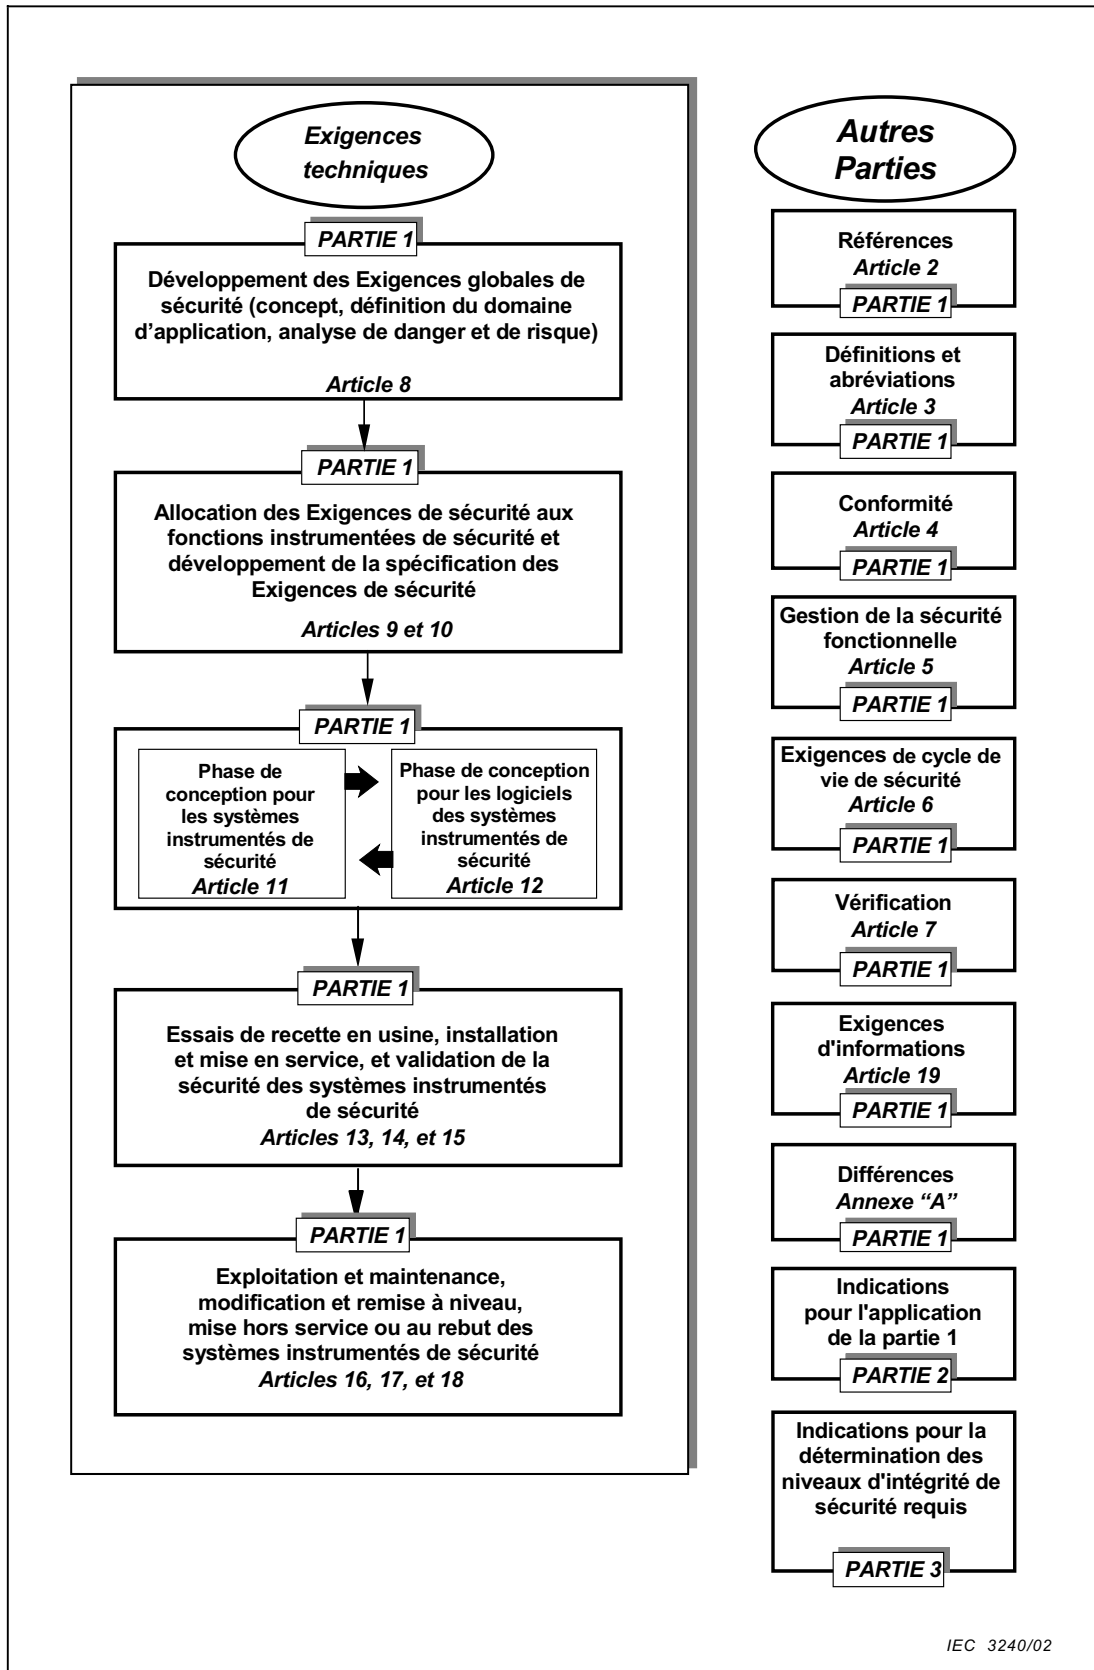 Exigences
techniques
PARTIE 1
Développement des Exigences globales de
sécurité (concept, définition du domaine
d'application, analyse de danger et de risque)
Article 8
PARTIE 1
Allocation des Exigences de sécurité aux
fonctions instrumentées de sécurité et
développement de la spécification des
Exigences de sécurité
Articles 9 et 10
PARTIE 1
Phase de
conception pour
les systèmes
instrumentés de
sécurité
Article 11
Phase de conception
pour les logiciels
des systèmes
instrumentés de
sécurité
Article 12
PARTIE 1
Essais de recette en usine, installation
et mise en service, et validation de la
sécurité des systèmes instrumentés
de sécurité
Articles 13, 14, et 15
PARTIE 1
Exploitation et maintenance,
modification et remise à niveau,
mise hors service ou au rebut des
systèmes instrumentés de sécurité
Articles 16, 17, et 18
Autres
Parties
Références
Article 2
PARTIE 1
Définitions et
abréviations
Article 3
PARTIE 1
Conformité
Article 4
PARTIE 1
Gestion de la sécurité
fonctionnelle
Article 5
PARTIE 1
Exigences de cycle de
vie de sécurité
Article 6
PARTIE 1
Vérification
Article 7
PARTIE 1
Exigences
d'informations
Article 19
PARTIE 1
Différences
Annexe “A”
PARTIE 1
Indications
pour l'application
de la partie 1
PARTIE 2
Indications pour la
détermination des
niveaux d'intégrité de
sécurité requis
PARTIE 3
IEC 3240/02